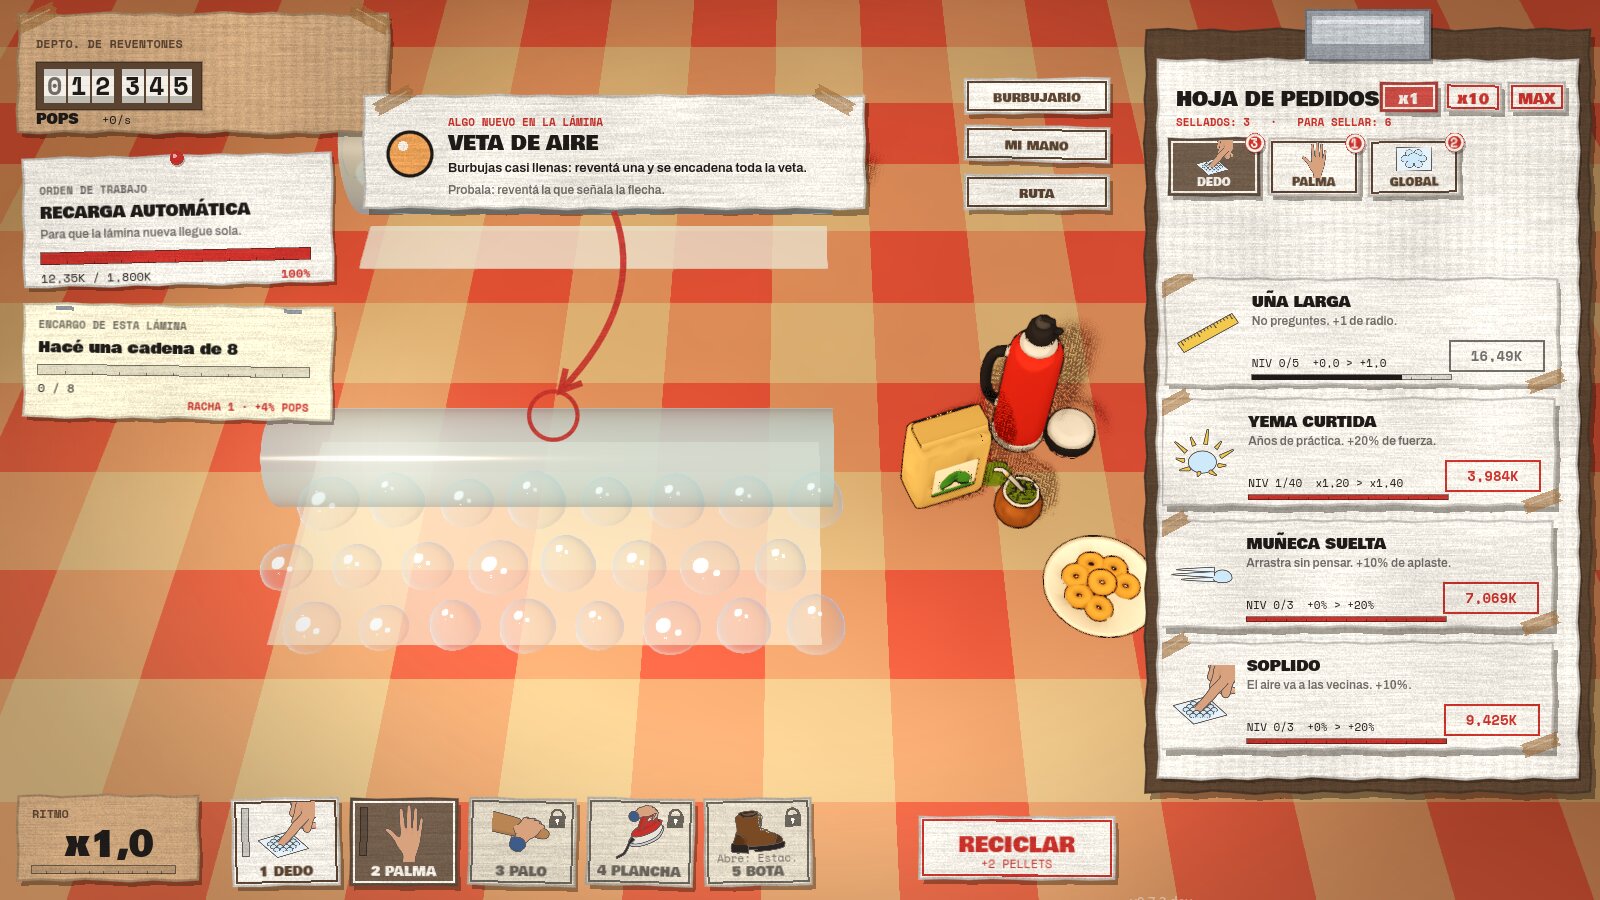 DEPTO. DE REVENTONES
012345
POPS +0/s
ORDEN DE TRABAJO
RECARGA AUTOMÁTICA
Para que la lámina nueva llegue sola.
12,35K / 1,800K 100%
ENCARGO DE ESTA LÁMINA
Hacé una cadena de 8
0 / 8
RACHA 1 · +4% POPS
ALGO NUEVO EN LA LÁMINA
VETA DE AIRE
Burbujas casi llenas: reventá una y se encadena toda la veta.
Probala: reventá la que señala la flecha.
BURBUJARIO
MI MANO
RUTA
HOJA DE PEDIDOS x1 x10 MAX
SELLADOS: 3 · PARA SELLAR: 6
3 1 2
DEDO PALMA GLOBAL
UÑA LARGA
No preguntes. +1 de radio.
NIV 0/5 +0,0 > +1,0
16,49K
YEMA CURTIDA
Años de práctica. +20% de fuerza.
NIV 1/40 x1,20 > x1,40
3,984K
MUÑECA SUELTA
Arrastra sin pensar. +10% de aplaste.
NIV 0/3 +0% > +20%
7,069K
SOPLIDO
El aire va a las vecinas. +10%.
NIV 0/3 +0% > +20%
9,425K
RITMO
x1,0
1 DEDO
2 PALMA
3 PALO
4 PLANCHA
Abre: Estac.
5 BOTA
RECICLAR
+2 PELLETS